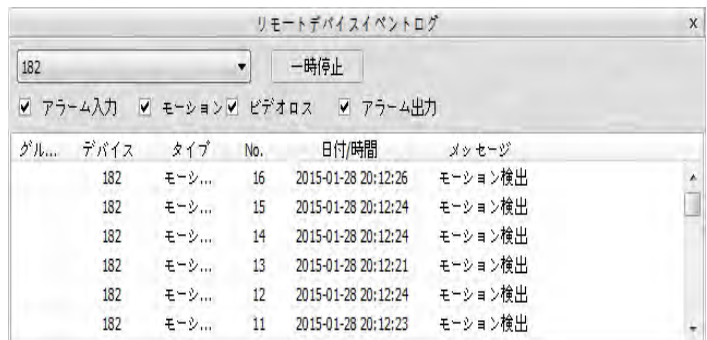 リモートデバイスイベントログ x
182 一時停止
アラーム入力 モーション ビデオロス アラーム出力
グル... デバイス タイプ No. 日付/時間 メッセージ
182 モーシ... 16 2015-01-28 20:12:26 モーション検出
182 モーシ... 15 2015-01-28 20:12:24 モーション検出
182 モーシ... 14 2015-01-28 20:12:24 モーション検出
182 モーシ... 13 2015-01-28 20:12:21 モーション検出
182 モーシ... 12 2015-01-28 20:12:24 モーション検出
182 モーシ... 11 2015-01-28 20:12:23 モーション検出